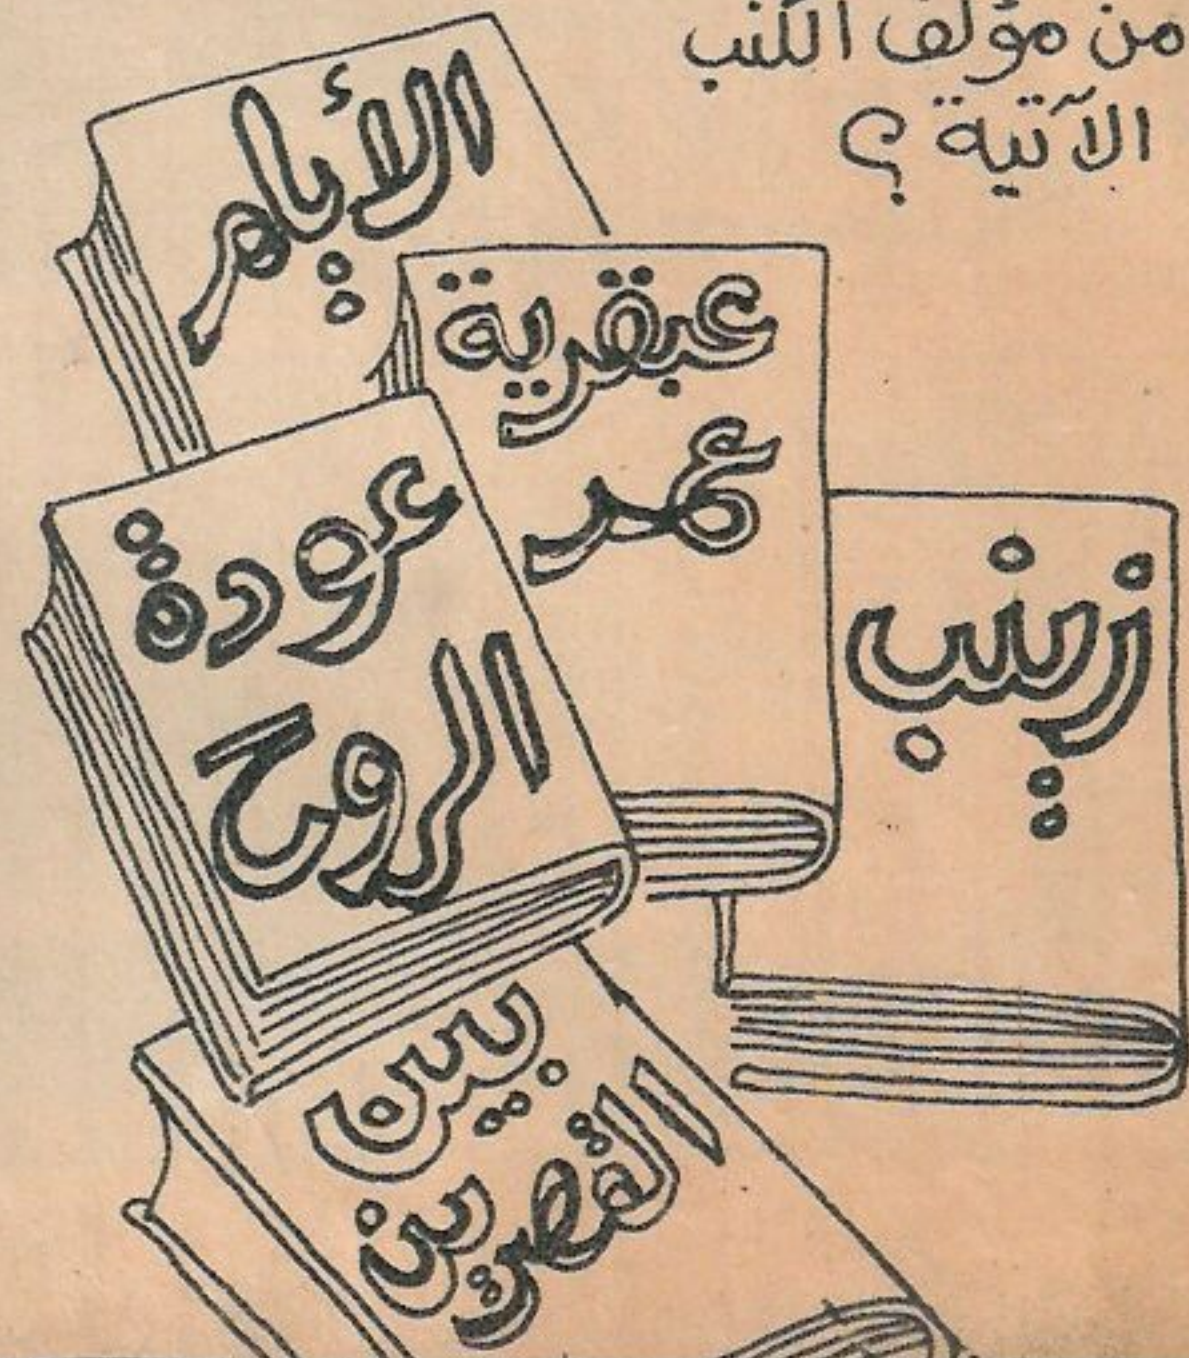 من مؤلف الكتب
الآتية ؟
الأيام
عبقرية
عمر
زينب
عودة
الروح
بين
القصرين